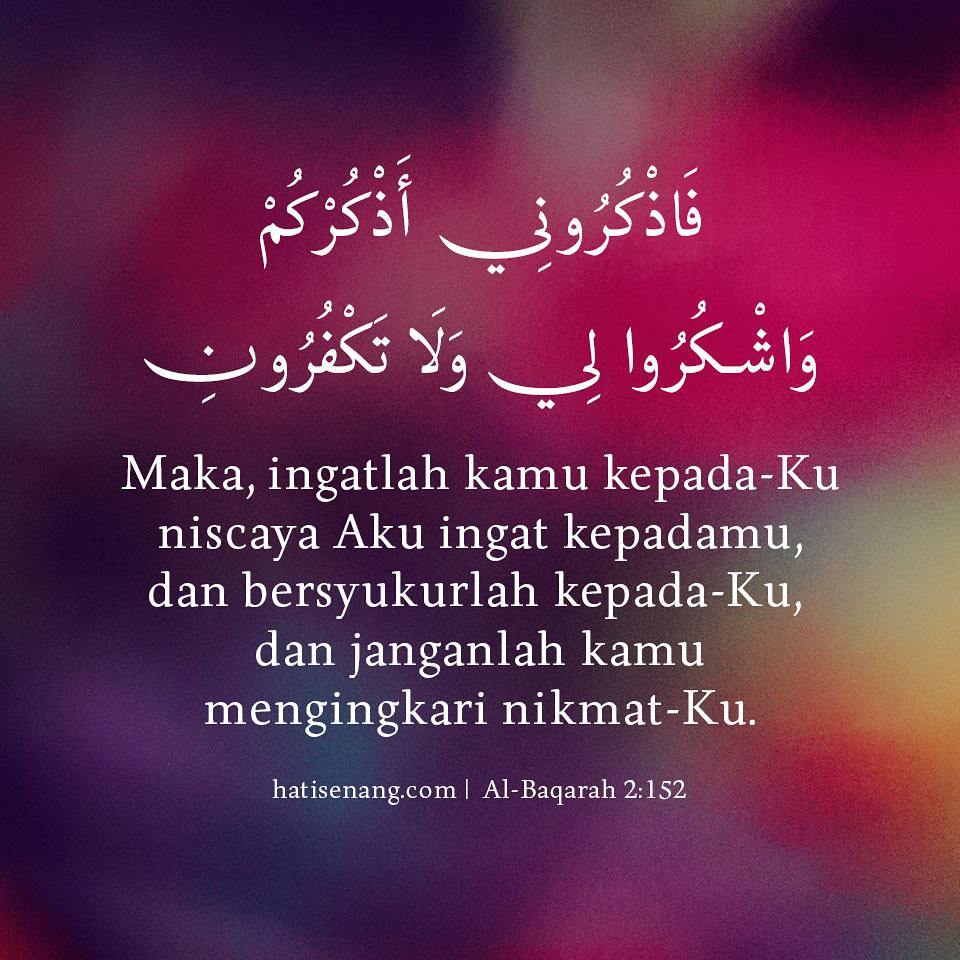 فَاذْكُرُونِي أَذْكُرْكُمْ
وَاشْكُرُوا لِي وَلَا تَكْفُرُونِ
Maka, ingatlah kamu kepada-Ku
niscaya Aku ingat kepadamu,
dan bersyukurlah kepada-Ku,
dan janganlah kamu
mengingkari nikmat-Ku.
hatisenang.com | Al-Baqarah 2:152